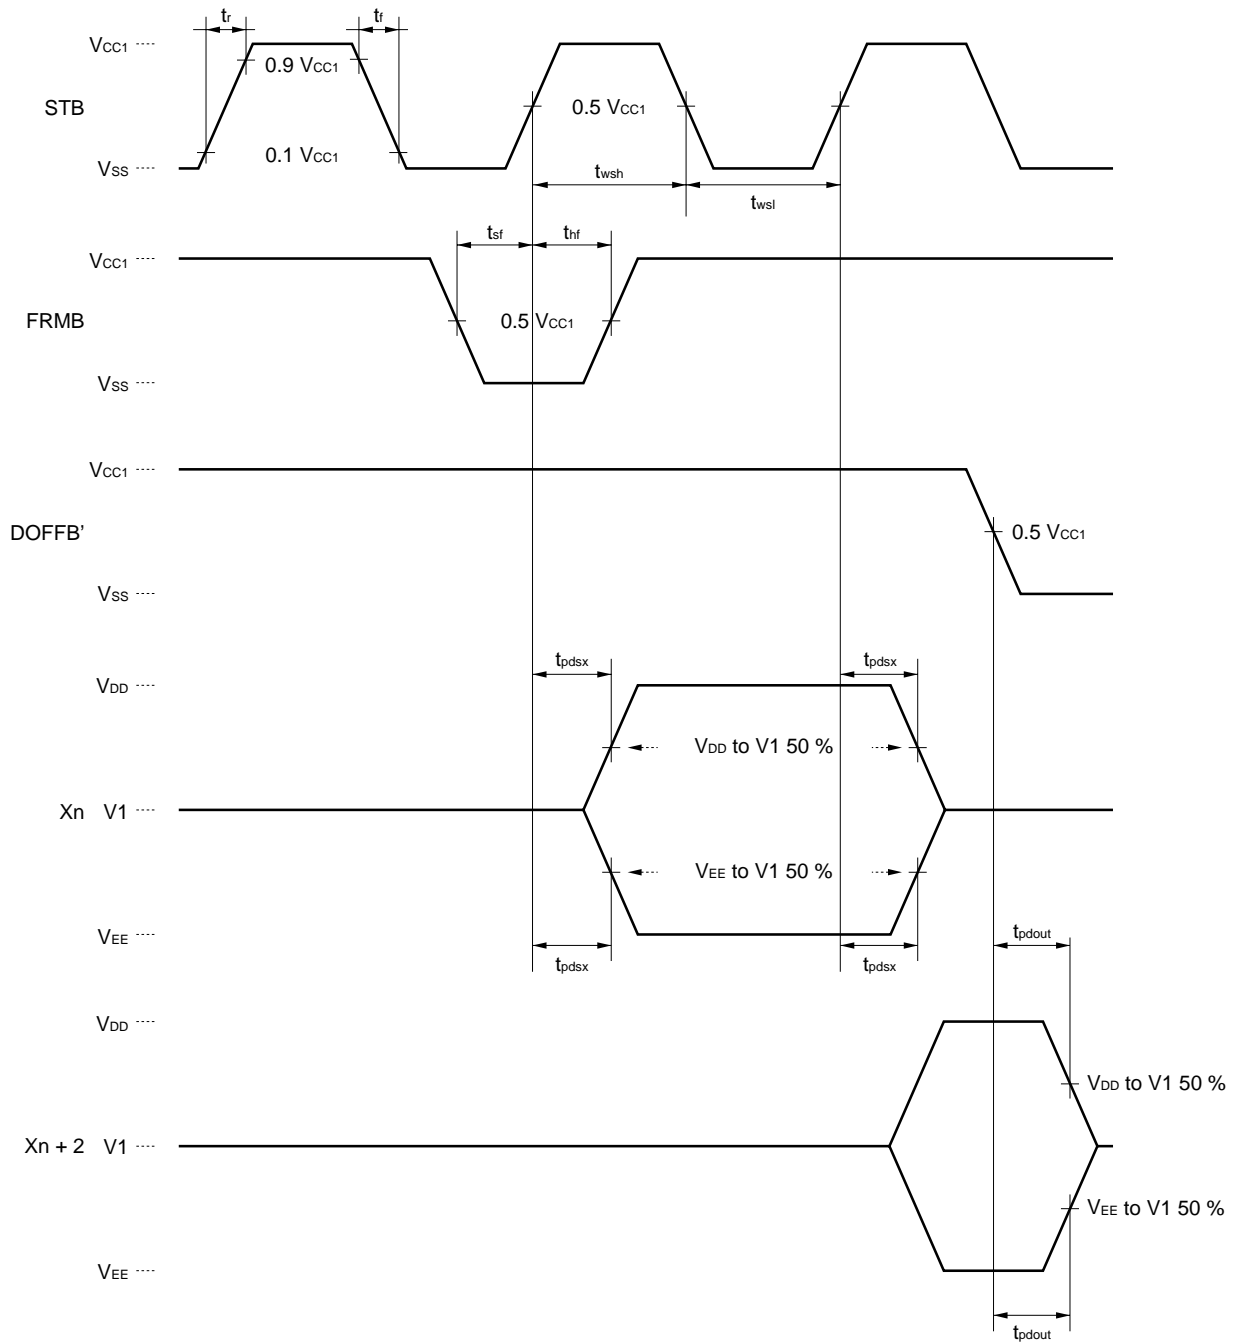 tr
tf
VCC1
0.9 VCC1
STB
0.5 VCC1
0.1 VCC1
VSS
twsh
twsl
tsf
thf
VCC1
FRMB
0.5 VCC1
VSS
VCC1
DOFFB’
0.5 VCC1
VSS
tpdsx
tpdsx
VDD
VDD to V1 50 %
Xn V1
VEE to V1 50 %
VEE
tpdsx
tpdsx
tpdout
VDD
VDD to V1 50 %
Xn + 2 V1
VEE to V1 50 %
VEE
tpdout